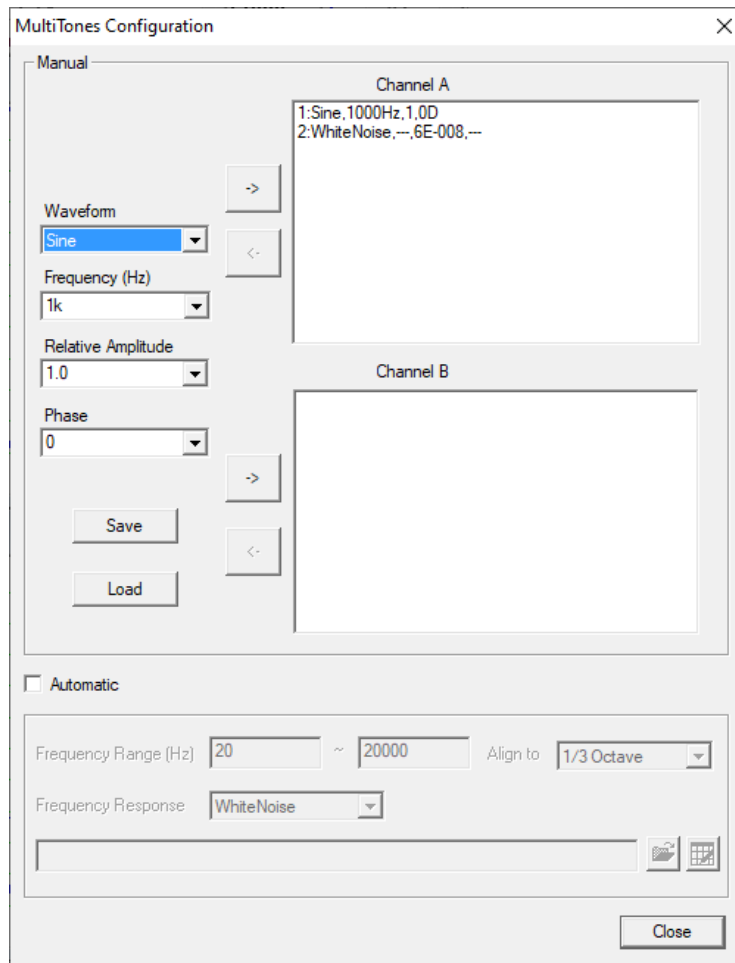 MultiTones Configuration
Manual
Channel A
1:Sine,1000Hz,1,0D
2:WhiteNoise,---,6E-008,---
->
Waveform
Sine
<-
Frequency (Hz)
1k
Relative Amplitude
1.0
Channel B
Phase
0
->
Save
<-
Load
Automatic
Frequency Range (Hz) 20 ~ 20000 Align to 1/3 Octave
Frequency Response WhiteNoise
Close